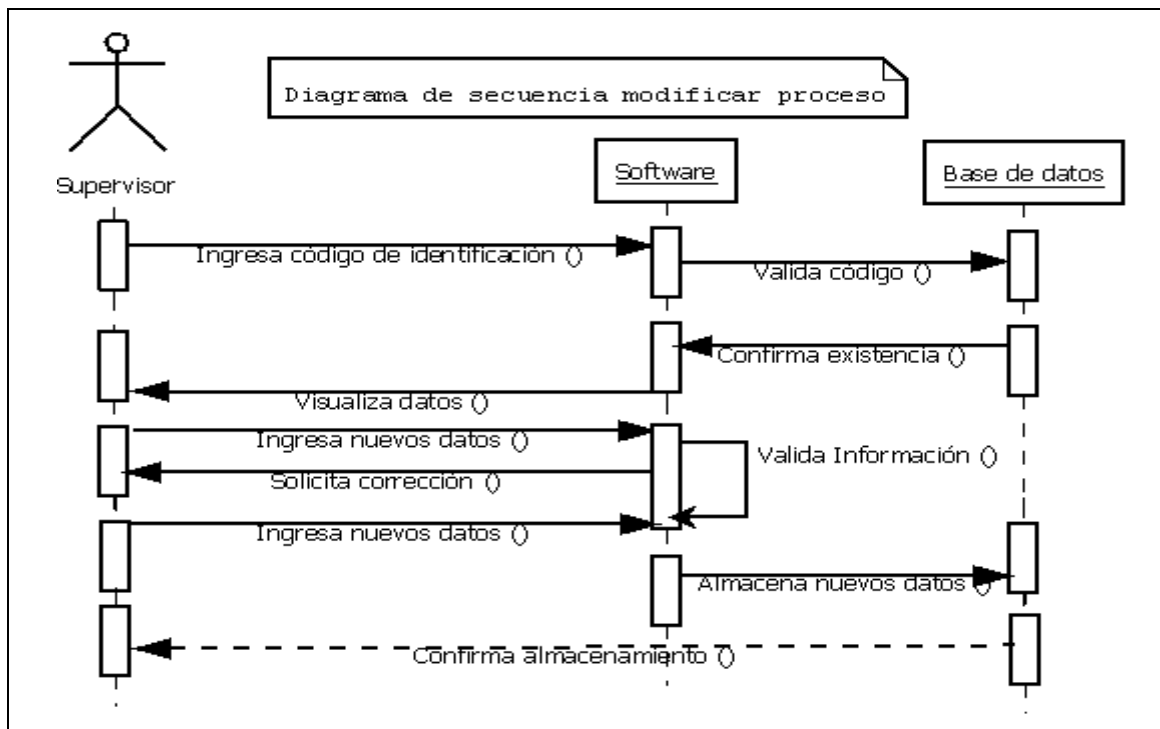 Diagrama de secuencia modificar proceso
Supervisor
Software
Base de datos
Ingresa código de identificación ()
Valida código ()
Confirma existencia ()
Visualiza datos ()
Ingresa nuevos datos ()
Valida Información ()
Solicita corrección ()
Ingresa nuevos datos ()
Almacena nuevos datos ()
Confirma almacenamiento ()